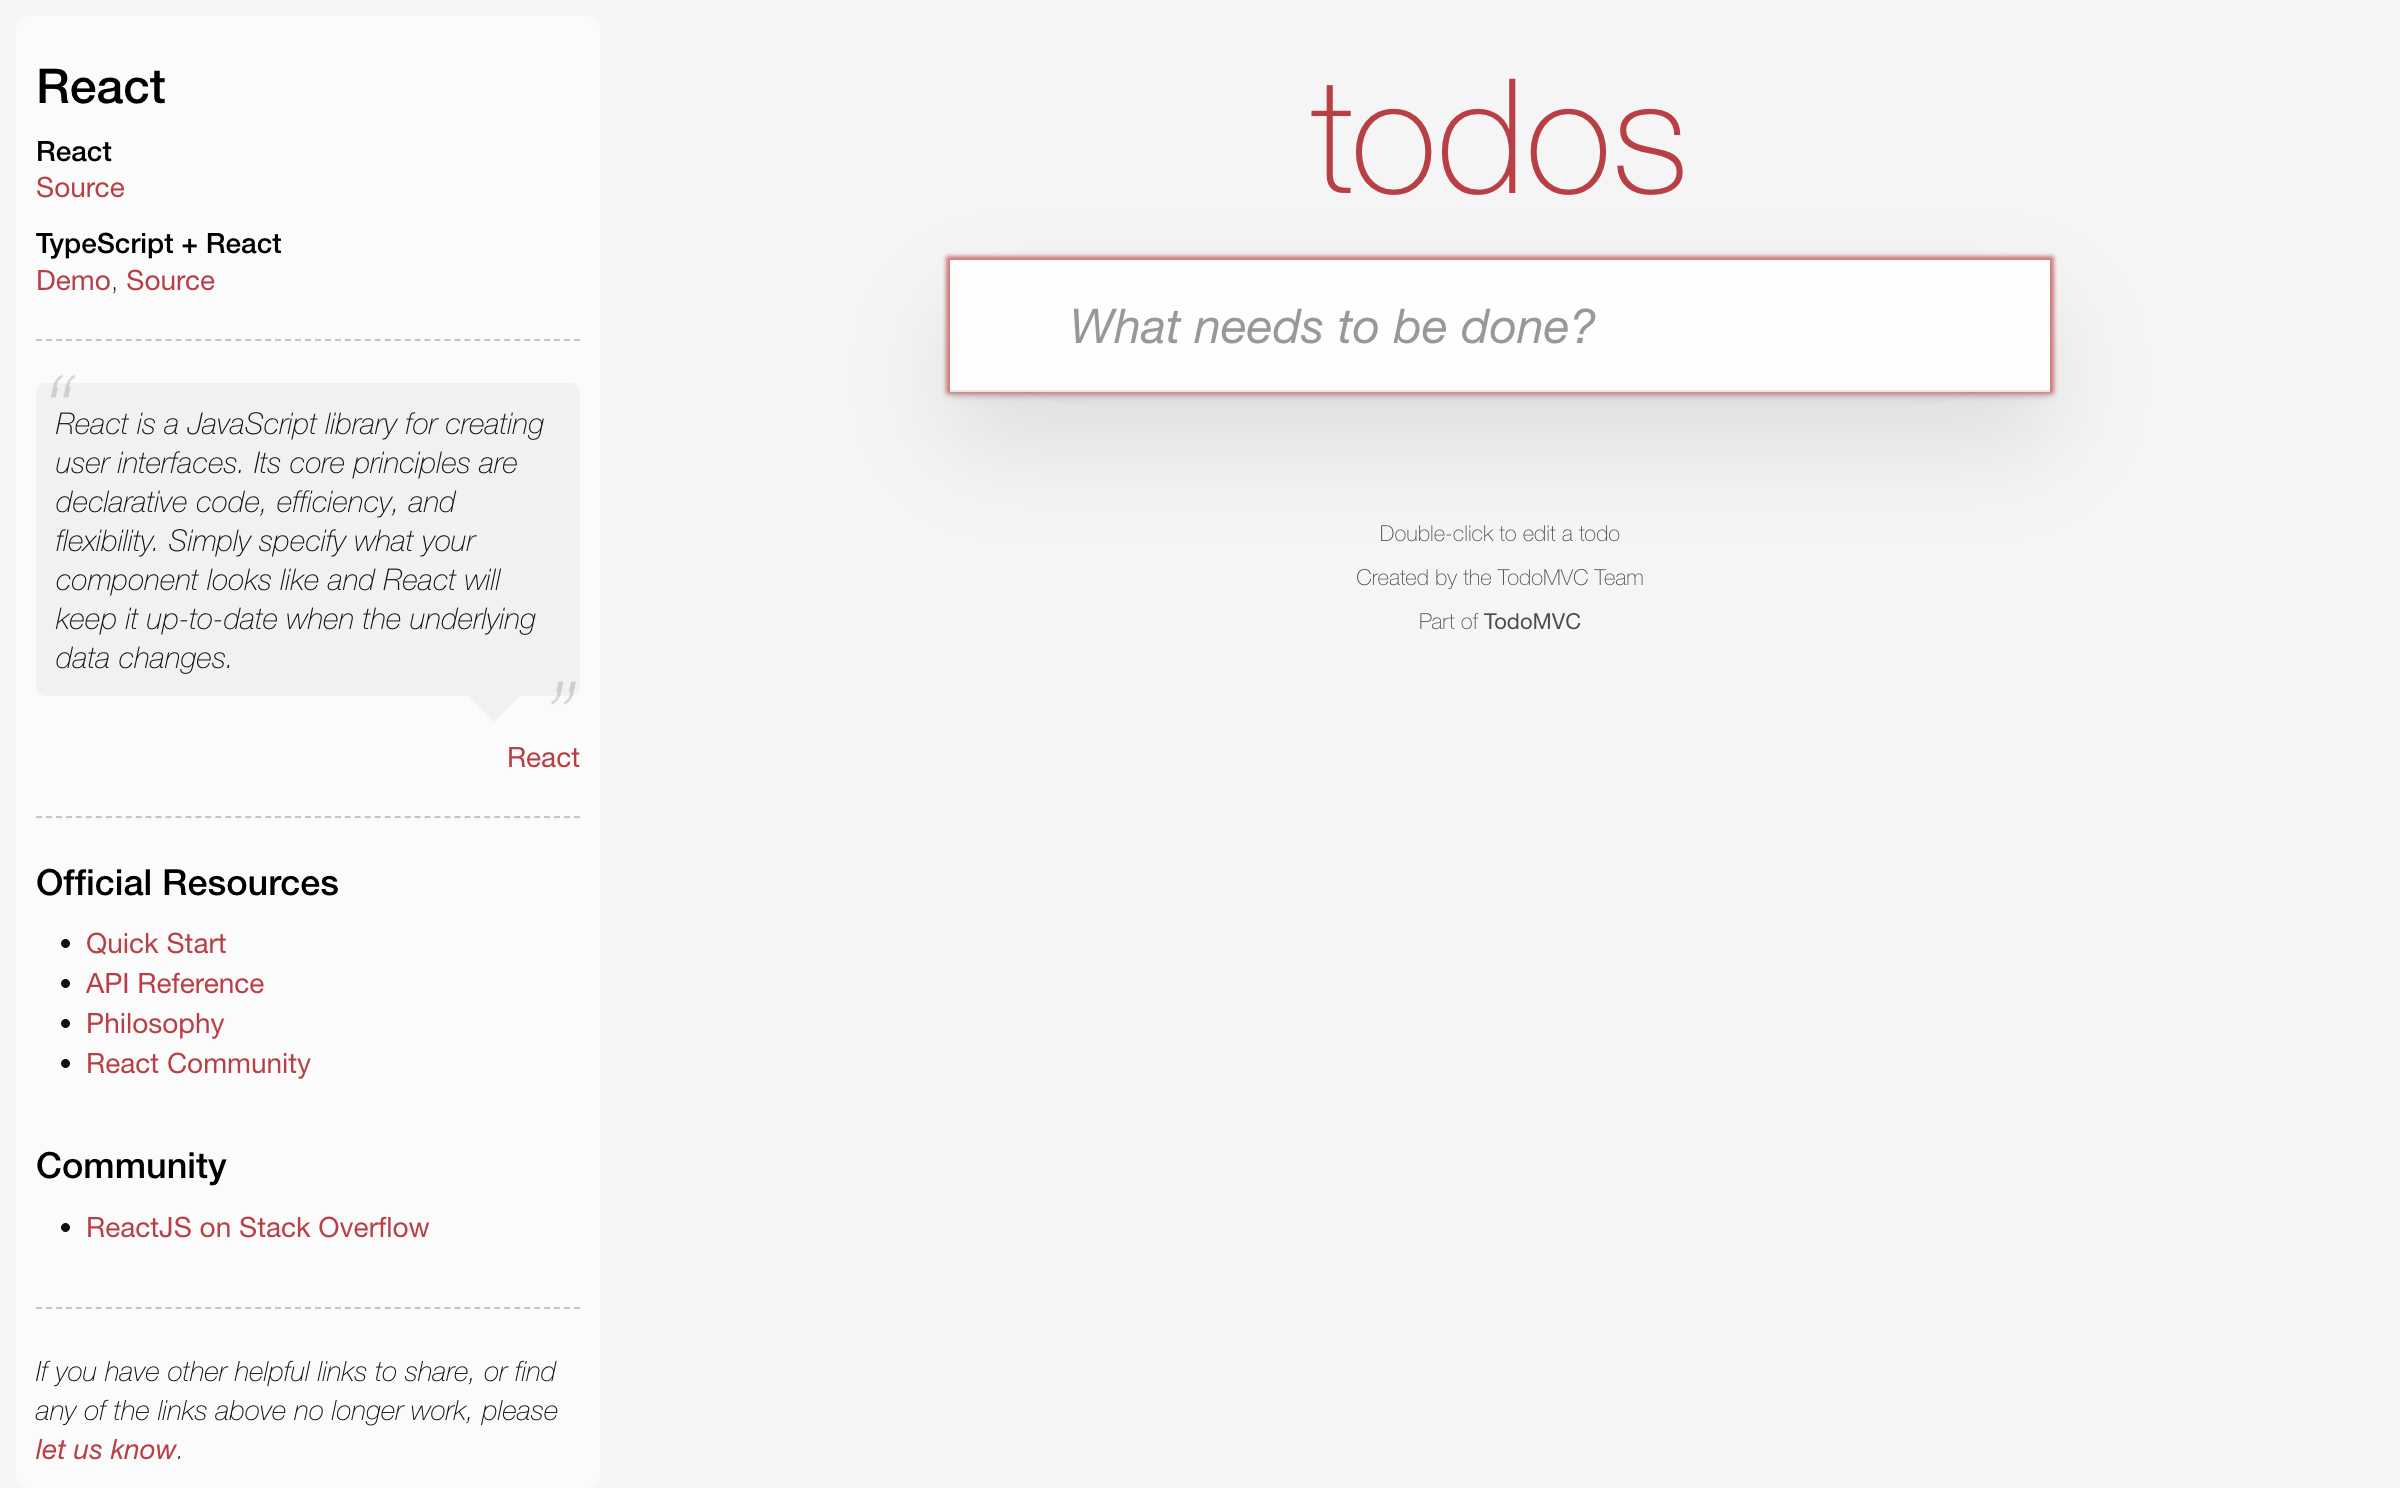 React
React
Source
TypeScript + React
Demo, Source
“
React is a JavaScript library for creating
user interfaces. Its core principles are
declarative code, efficiency, and
flexibility. Simply specify what your
component looks like and React will
keep it up-to-date when the underlying
data changes.
”
React
Official Resources
• Quick Start
• API Reference
• Philosophy
• React Community
Community
• ReactJS on Stack Overflow
If you have other helpful links to share, or find
any of the links above no longer work, please
let us know.
todos
What needs to be done?
Double-click to edit a todo
Created by the TodoMVC Team
Part of TodoMVC